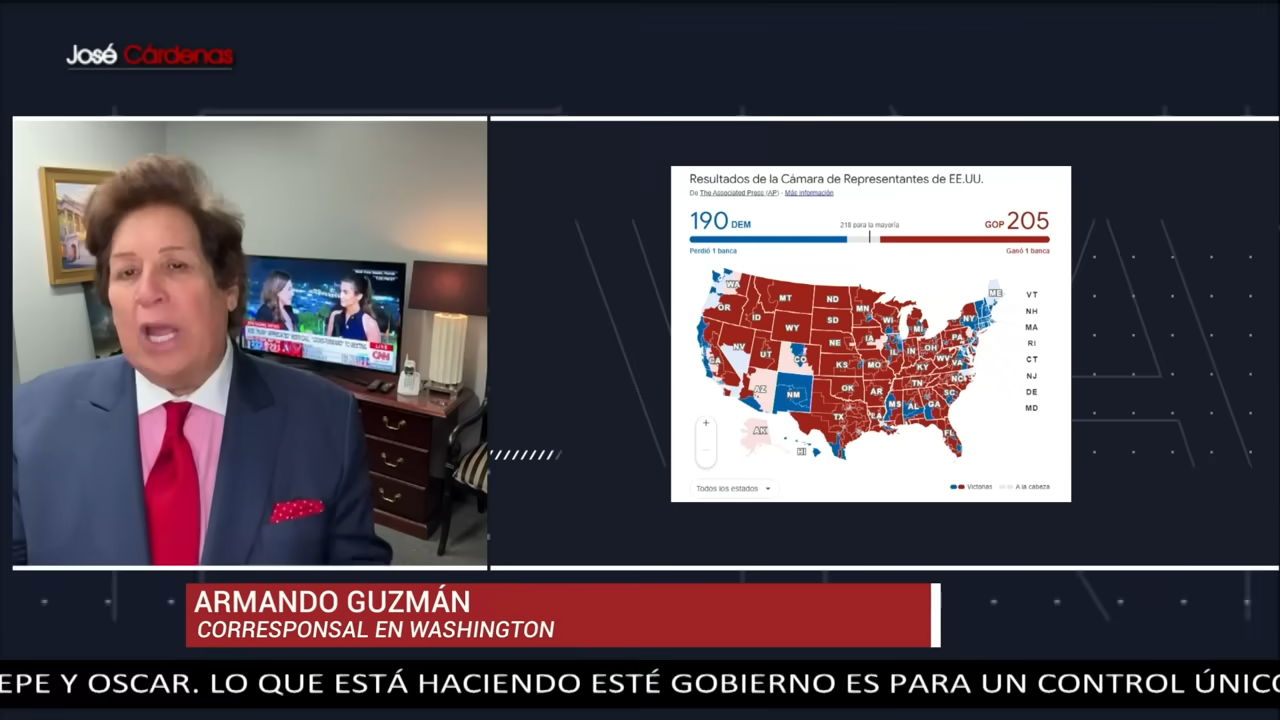 José Cárdenas
Resultados de la Cámara de Representantes de EE.UU.
De The Associated Press (AP) · Más información
190 DEM
218 para la mayoría
GOP 205
Perdió 1 banca
Ganó 1 banca
WA
MT
ND
MN
ME
VT
OR
ID
SD
WI
MI
NY
NH
WY
MA
NV
NE
IA
PA
RI
UT
CO
IL
IN
OH
CA
KS
MO
WV
VA
CT
KY
NJ
AZ
NM
OK
AR
TN
NC
DE
SC
MS
AL
GA
MD
TX
LA
AK
FL
HI
+
Todos los estados
Victorias
A la cabeza
LIVE
CNN
ARMANDO GUZMÁN
CORRESPONSAL EN WASHINGTON
EPE Y OSCAR. LO QUE ESTÁ HACIENDO ESTÉ GOBIERNO ES PARA UN CONTROL ÚNICO